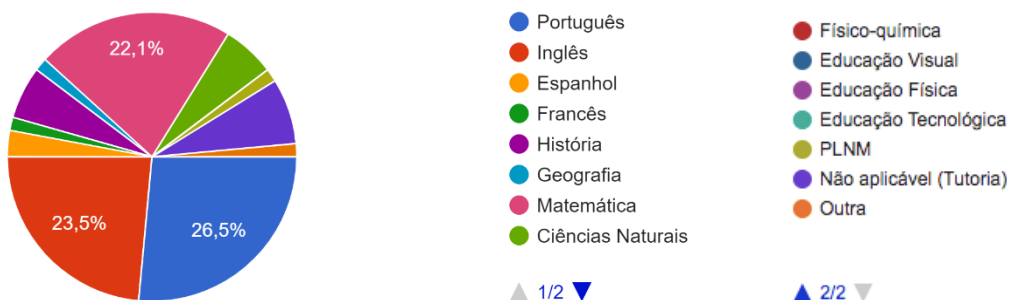 22,1%
23,5%
26,5%
Português
Inglês
Espanhol
Francês
História
Geografia
Matemática
Ciências Naturais
1/2
Físico-química
Educação Visual
Educação Física
Educação Tecnológica
PLNM
Não aplicável (Tutoria)
Outra
2/2